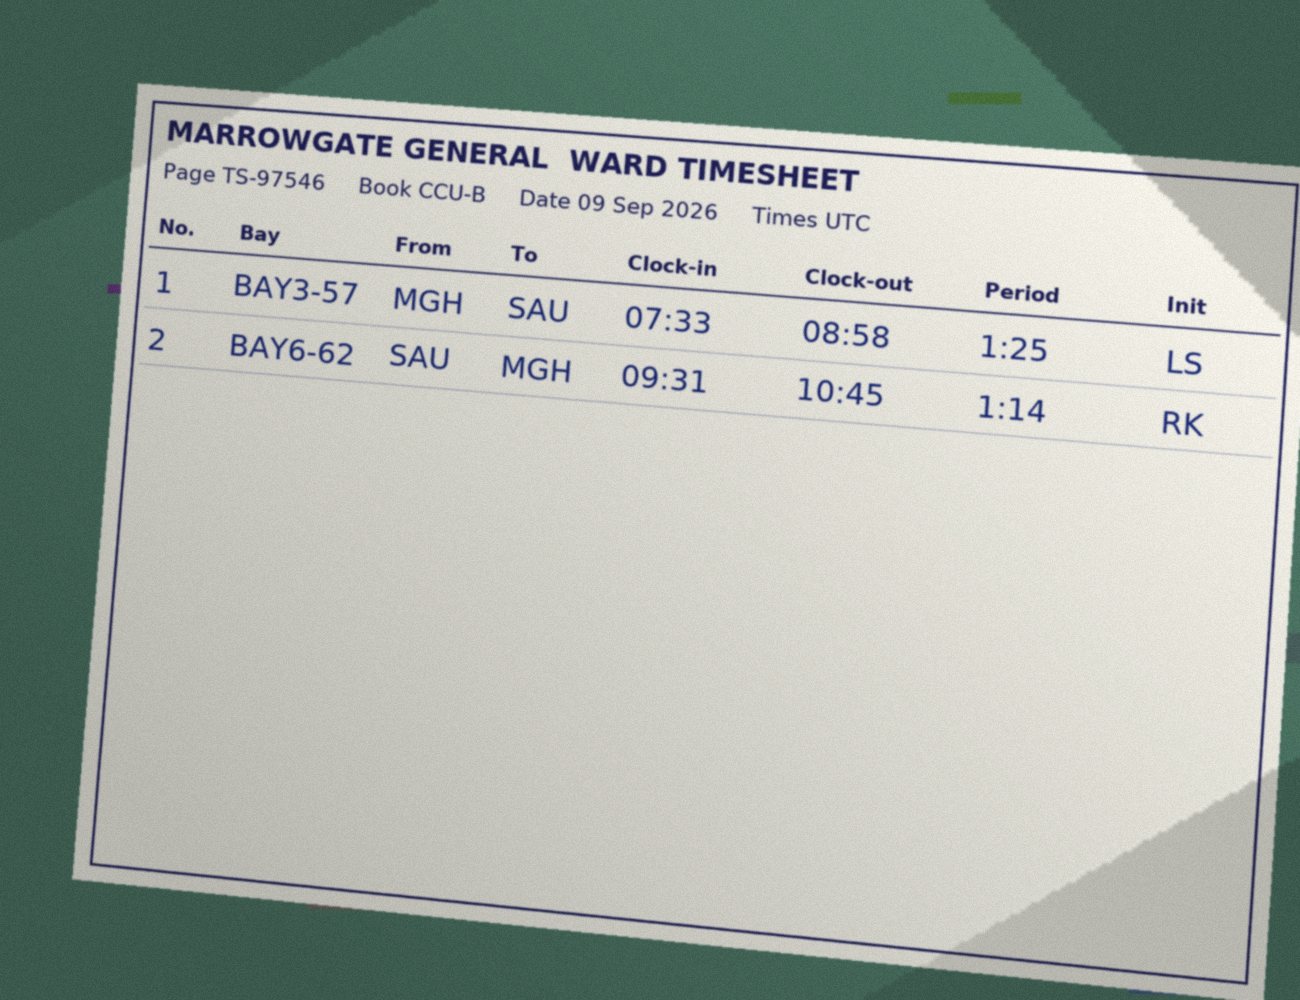 MARROWGATE GENERAL WARD TIMESHEET
Page TS-97546 Book CCU-B Date 09 Sep 2026 Times UTC
No. Bay From To Clock-in Clock-out Period Init
1 BAY3-57 MGH SAU 07:33 08:58 1:25 LS
2 BAY6-62 SAU MGH 09:31 10:45 1:14 RK